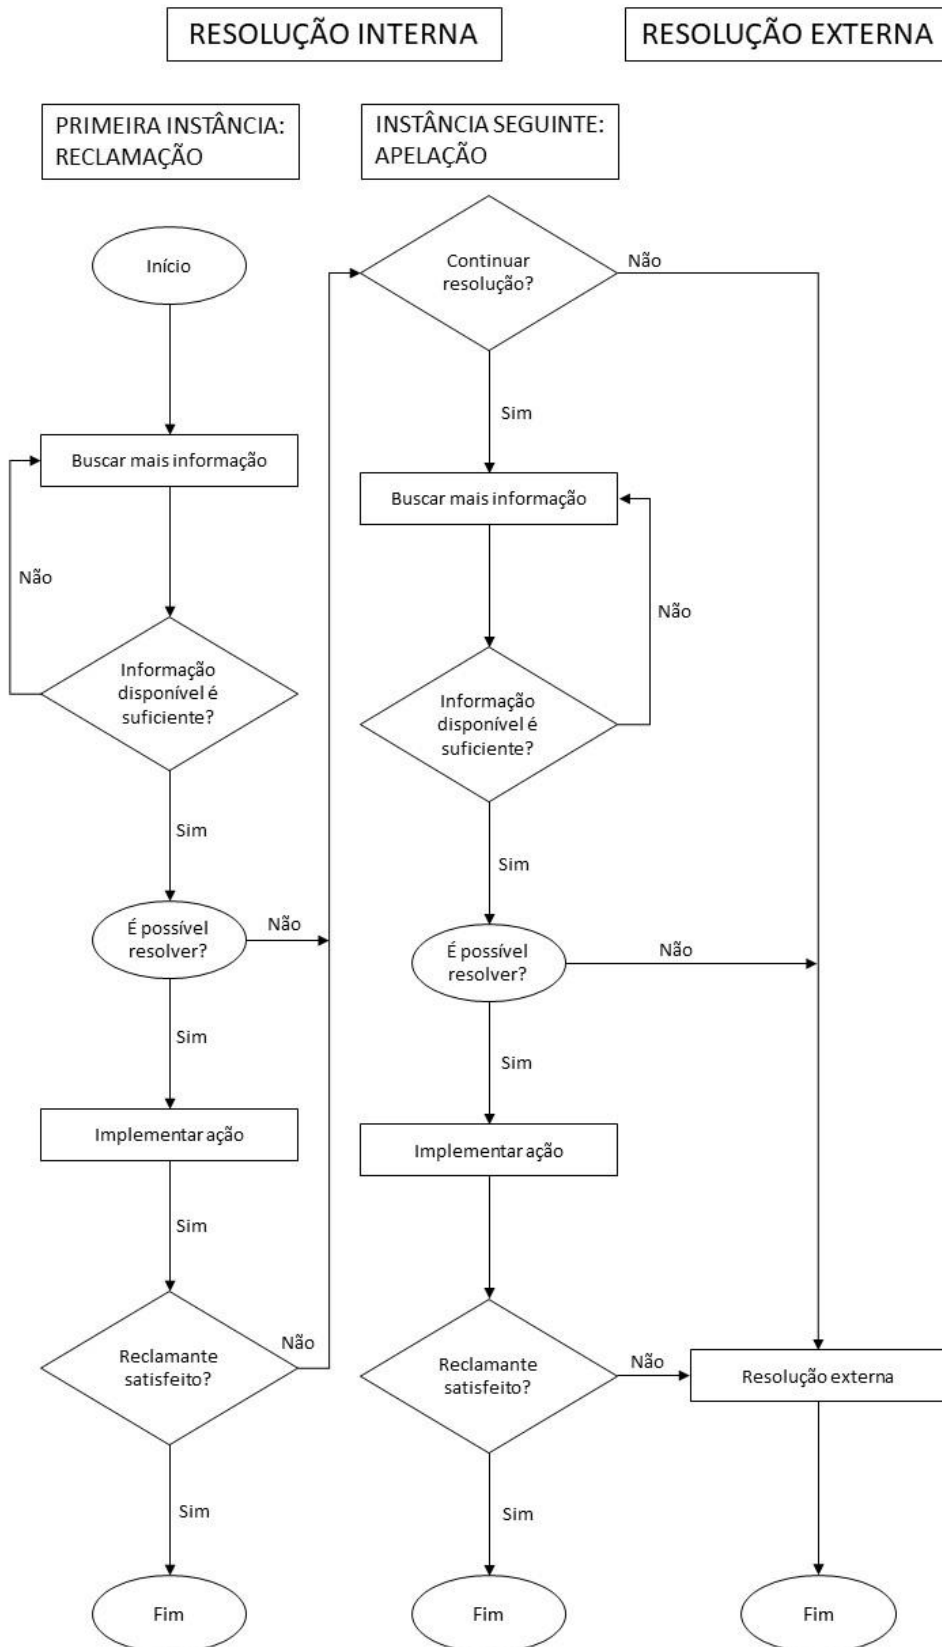 RESOLUÇÃO INTERNA
RESOLUÇÃO EXTERNA
PRIMEIRA INSTÂNCIA:
RECLAMAÇÃO
INSTÂNCIA SEGUINTE:
APELAÇÃO
Início
Buscar mais informação
Não
Informação
disponível é
suficiente?
Sim
É possível
resolver?
Não
Sim
Implementar ação
Sim
Reclamante
satisfeito?
Não
Sim
Fim
Continuar
resolução?
Não
Sim
Buscar mais informação
Não
Informação
disponível é
suficiente?
Sim
É possível
resolver?
Não
Sim
Implementar ação
Reclamante
satisfeito?
Não
Sim
Fim
Resolução externa
Fim